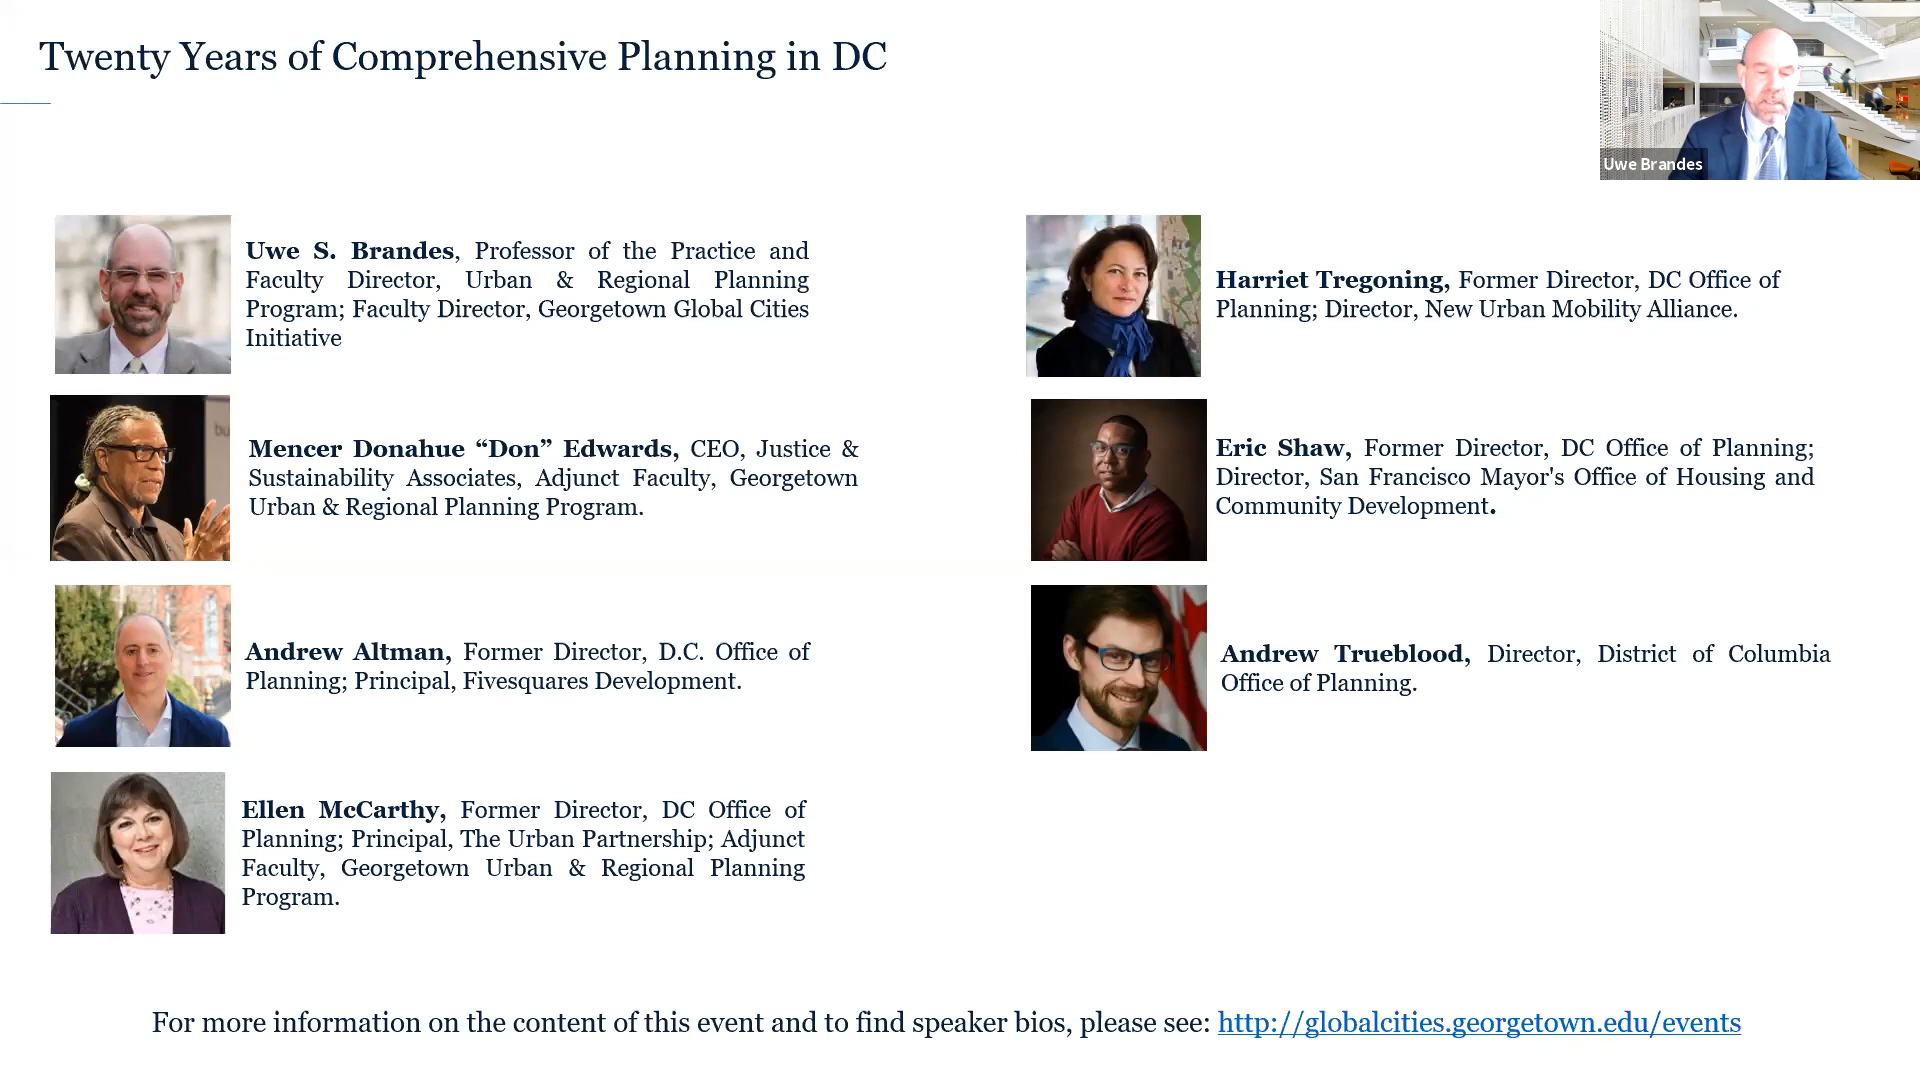 Twenty Years of Comprehensive Planning in DC
Uwe Brandes
Uwe S. Brandes, Professor of the Practice and
Faculty Director, Urban & Regional Planning
Program; Faculty Director, Georgetown Global Cities
Initiative
Mencer Donahue “Don” Edwards, CEO, Justice &
Sustainability Associates, Adjunct Faculty, Georgetown
Urban & Regional Planning Program.
Andrew Altman, Former Director, D.C. Office of
Planning; Principal, Fivesquares Development.
Ellen McCarthy, Former Director, DC Office of
Planning; Principal, The Urban Partnership; Adjunct
Faculty, Georgetown Urban & Regional Planning
Program.
Harriet Tregoning, Former Director, DC Office of
Planning; Director, New Urban Mobility Alliance.
Eric Shaw, Former Director, DC Office of Planning;
Director, San Francisco Mayor's Office of Housing and
Community Development.
Andrew Trueblood, Director, District of Columbia
Office of Planning.
For more information on the content of this event and to find speaker bios, please see: http://globalcities.georgetown.edu/events